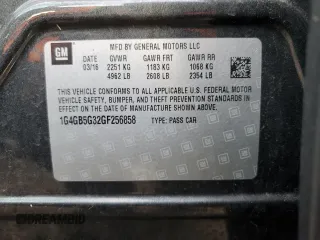 GM
MFD BY GENERAL MOTORS LLC
DATE GVWR GAWR FRT GAWR RR
03/16 2251 KG 1183 KG 1068 KG
4962 LB 2608 LB 2354 LB
THIS VEHICLE CONFORMS TO ALL APPLICABLE U.S. FEDERAL MOTOR
VEHICLE SAFETY, BUMPER, AND THEFT PREVENTION STANDARDS
IN EFFECT ON THE DATE OF MANUFACTURE SHOWN ABOVE.
1G4GB5G32GF256858 TYPE: PASS CAR
© IDREAMBID